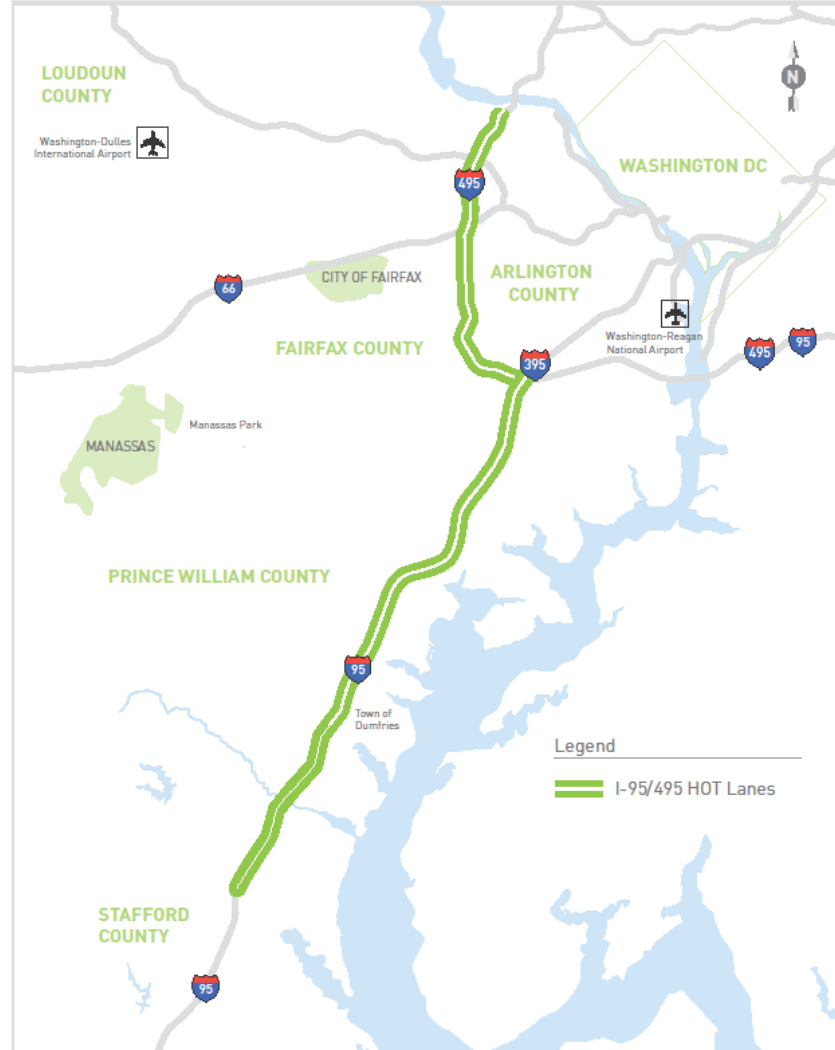 N
LOUDOUN
COUNTY
Washington-Dulles
International Airport
WASHINGTON DC
495
ARLINGTON
COUNTY
CITY OF FAIRFAX
66
FAIRFAX COUNTY
Washington-Reagan
National Airport
395
495
95
MANASSAS
Manassas Park
PRINCE WILLIAM COUNTY
95
Town of
Dumfries
Legend
I-95/495 HOT Lanes
STAFFORD
COUNTY
95